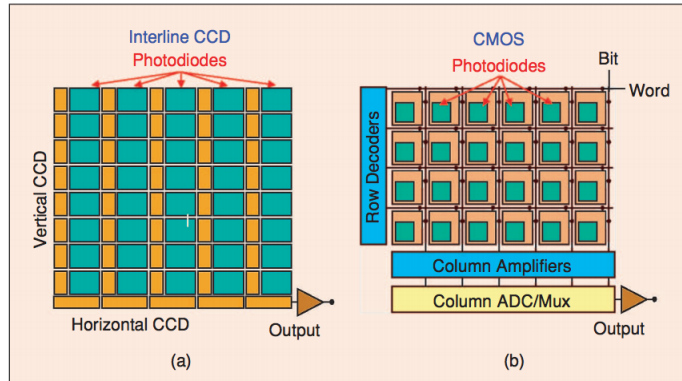 Interline CCD
Photodiodes
Vertical CCD
Horizontal CCD
Output
(a)
CMOS
Photodiodes
Bit
Word
Row Decoders
Column Amplifiers
Column ADC/Mux
Output
(b)